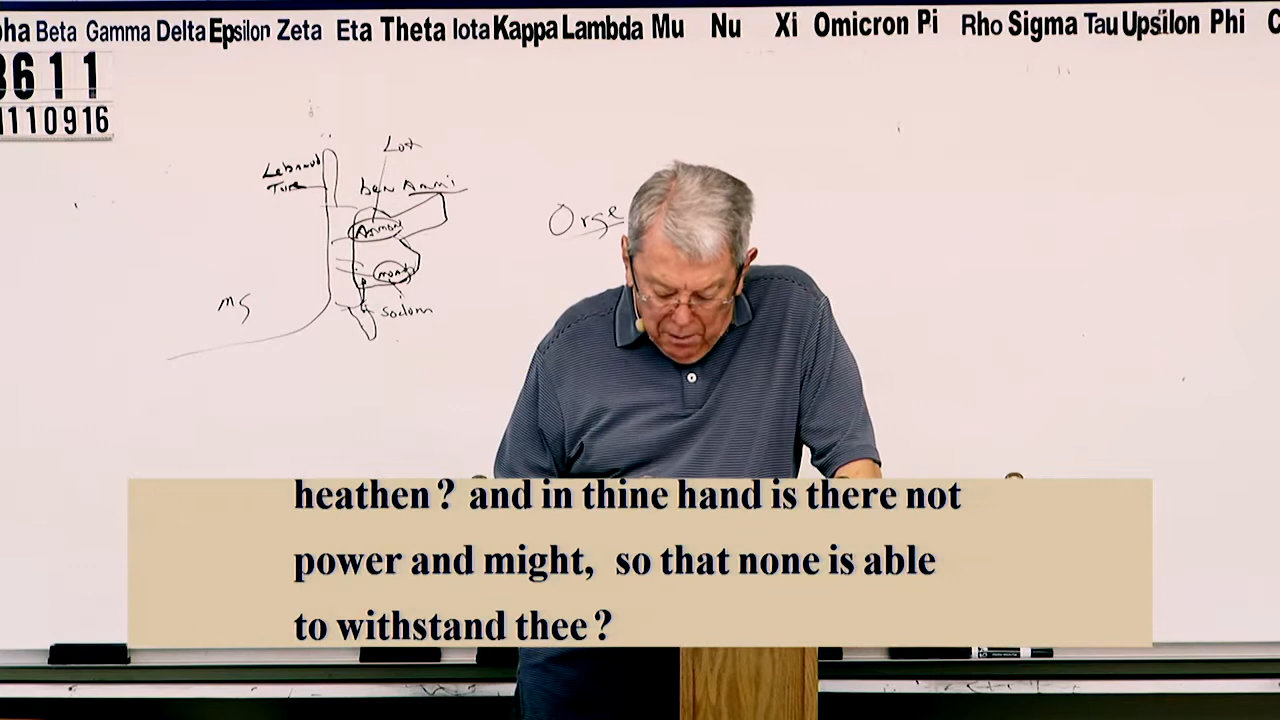 pha Beta Gamma Delta Epsilon Zeta Eta Theta Iota Kappa Lambda Mu Nu Xi Omicron Pi Rho Sigma Tau Upsilon Phi C
3611
1110916
Lot
Ben Ammi
Orge
Ammon
Moab
MS
Sodom
heathen? and in thine hand is there not
power and might, so that none is able
to withstand thee?